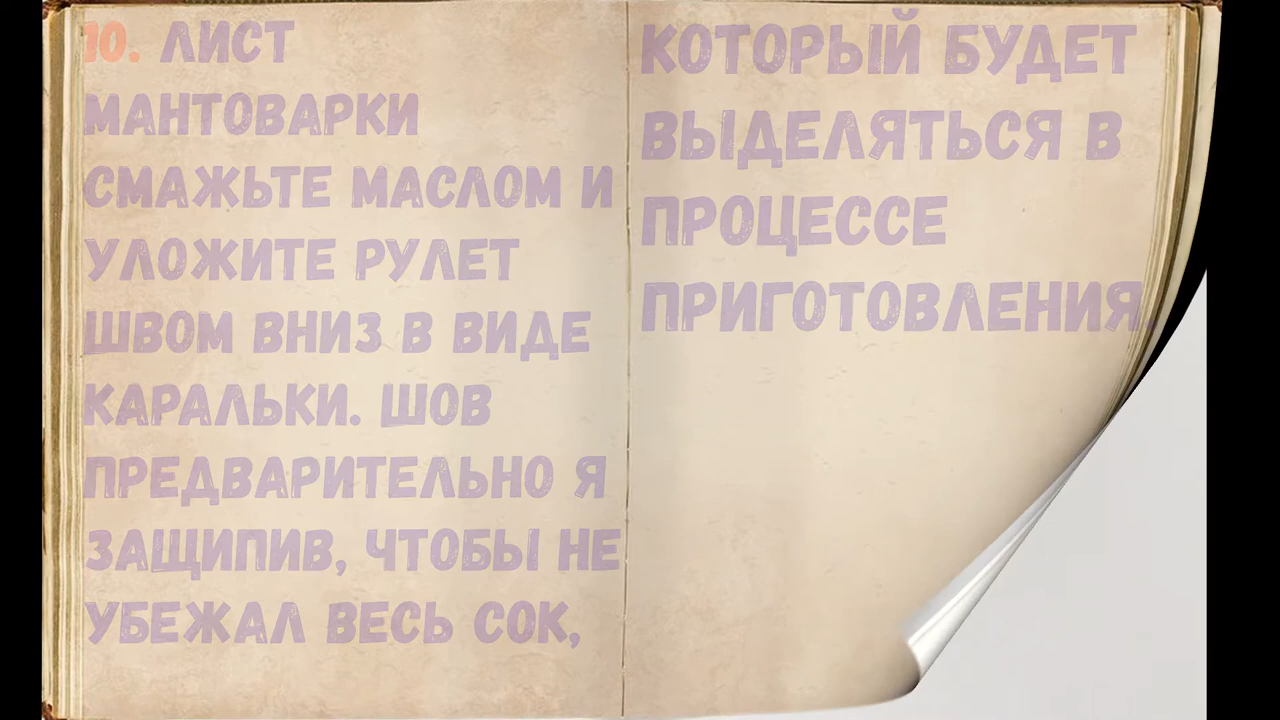 10. ЛИСТ
МАНТОВАРКИ
СМАЖЬТЕ МАСЛОМ И
УЛОЖИТЕ РУЛЕТ
ШВОМ ВНИЗ В ВИДЕ
КАРАЛЬКИ. ШОВ
ПРЕДВАРИТЕЛЬНО Я
ЗАЩИПИВ, ЧТОБЫ НЕ
УБЕЖАЛ ВЕСЬ СОК,
КОТОРЫЙ БУДЕТ
ВЫДЕЛЯТЬСЯ В
ПРОЦЕССЕ
ПРИГОТОВЛЕНИЯ.